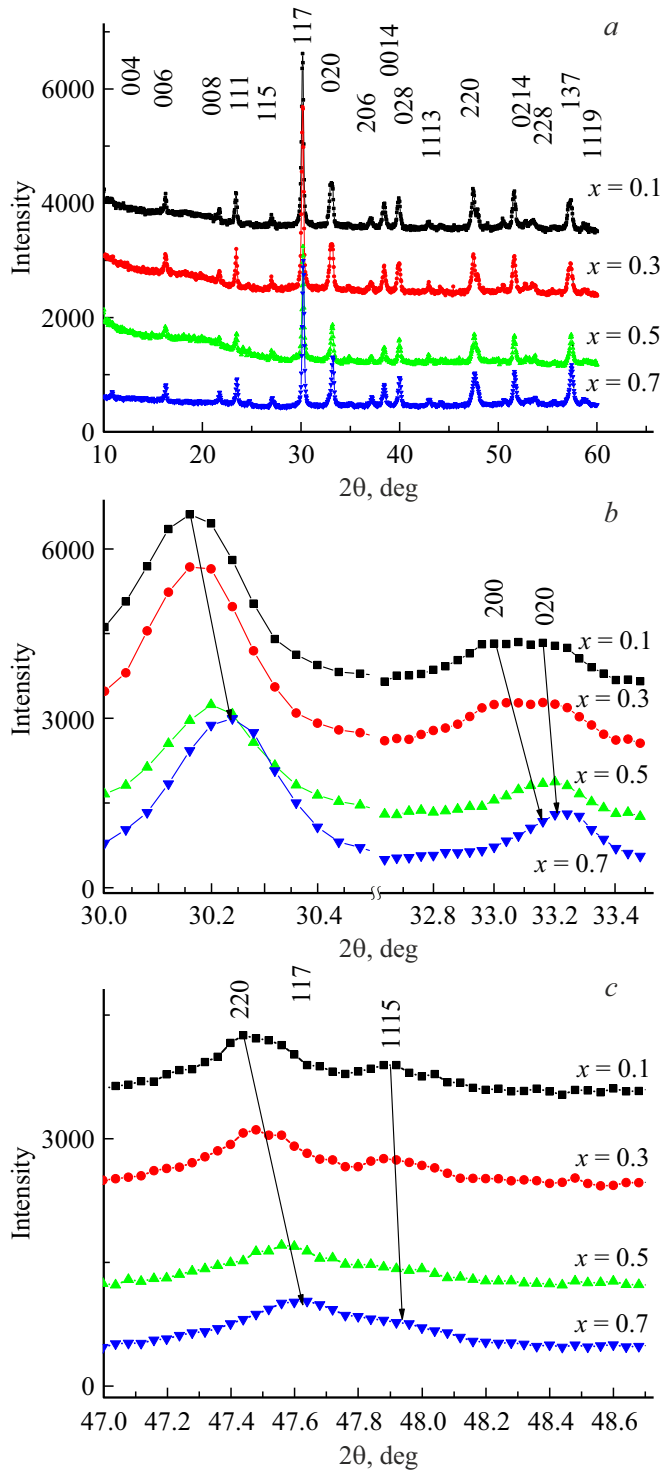 a
117
004
006
008
111
115
020
206
0014
028
1113
220
0214
228
137
1119
6000
4000
2000
0
Intensity
x = 0.1
x = 0.3
x = 0.5
x = 0.7
10
20
30
40
50
60
2θ, deg
b
6000
3000
0
Intensity
200
020
x = 0.1
x = 0.3
x = 0.5
x = 0.7
30.0
30.2
30.4
32.8
33.0
33.2
33.4
2θ, deg
c
220
117
1115
3000
0
Intensity
x = 0.1
x = 0.3
x = 0.5
x = 0.7
47.0
47.2
47.4
47.6
47.8
48.0
48.2
48.4
48.6
2θ, deg